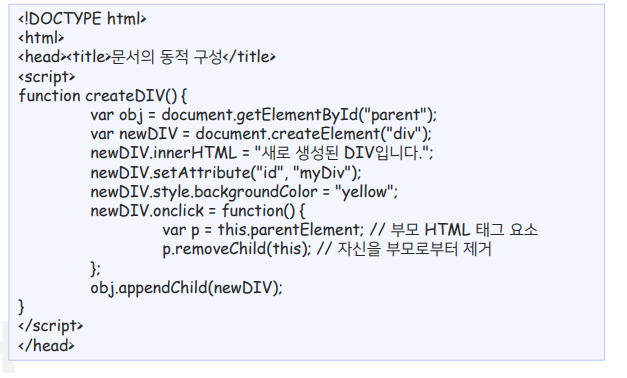 <!DOCTYPE html>
<html>
<head><title>문서의 동적 구성</title>
<script>
function createDIV() {
var obj = document.getElementById("parent");
var newDIV = document.createElement("div");
newDIV.innerHTML = "새로 생성된 DIV입니다.";
newDIV.setAttribute("id", "myDiv");
newDIV.style.backgroundColor = "yellow";
newDIV.onclick = function() {
var p = this.parentElement; // 부모 HTML 태그 요소
p.removeChild(this); // 자신을 부모로부터 제거
};
obj.appendChild(newDIV);
}
</script>
</head>